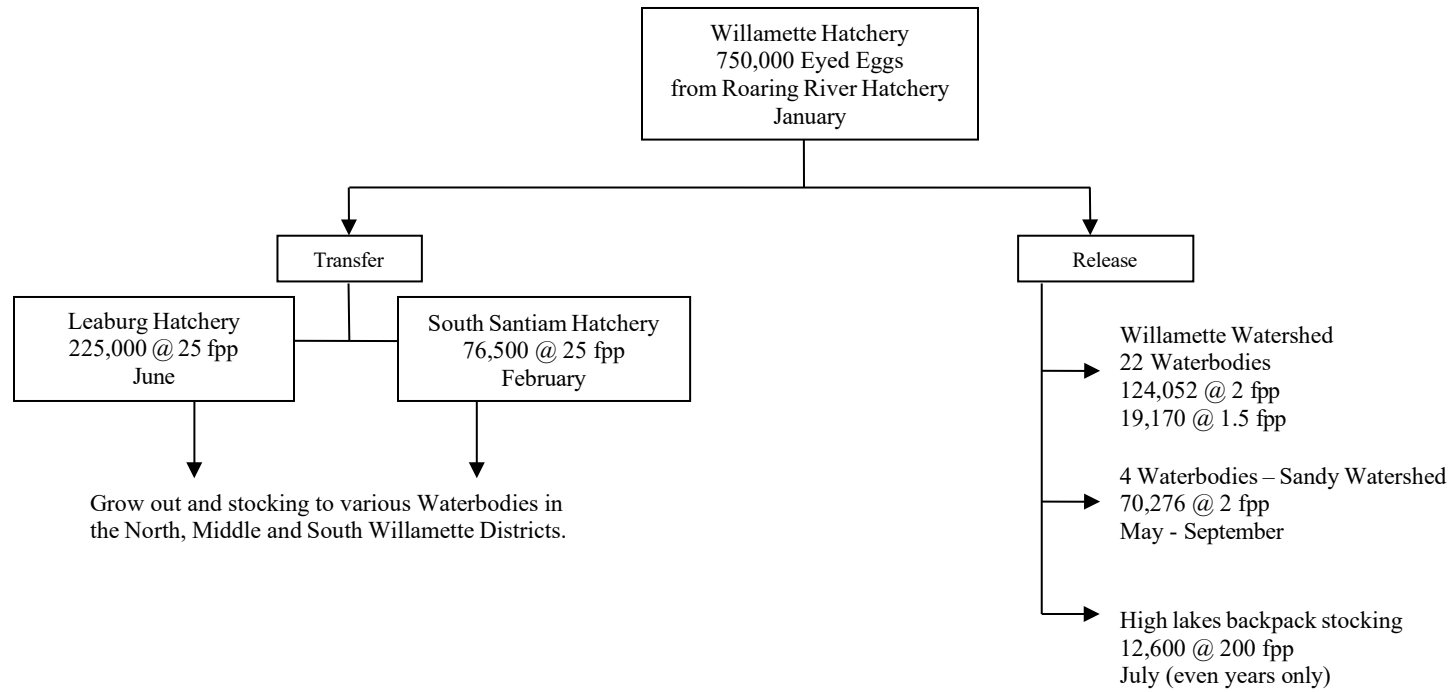 Willamette Hatchery
750,000 Eyed Eggs
from Roaring River Hatchery
January
Transfer
Release
Leaburg Hatchery
225,000 @ 25 fpp
June
South Santiam Hatchery
76,500 @ 25 fpp
February
Grow out and stocking to various Waterbodies in
the North, Middle and South Willamette Districts.
Willamette Watershed
22 Waterbodies
124,052 @ 2 fpp
19,170 @ 1.5 fpp
4 Waterbodies – Sandy Watershed
70,276 @ 2 fpp
May - September
High lakes backpack stocking
12,600 @ 200 fpp
July (even years only)